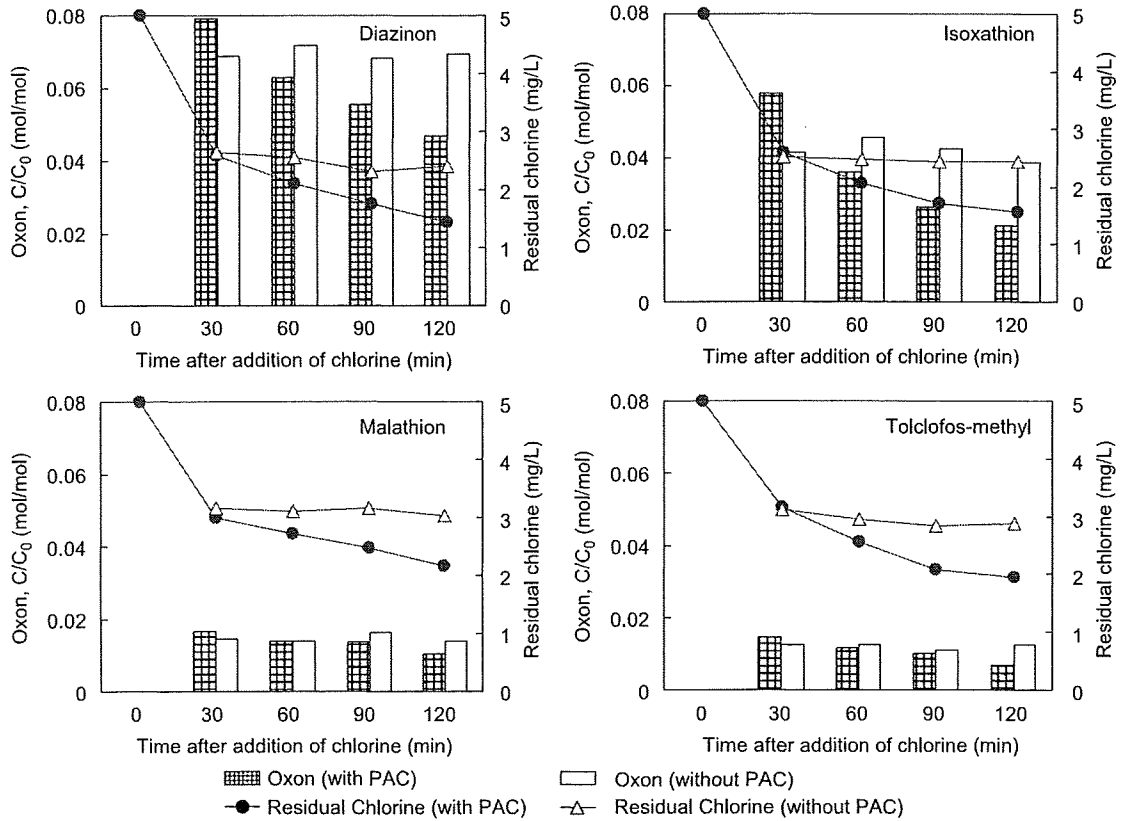 Diazinon
Oxon, C/C0 (mol/mol)
0.08
0.06
0.04
0.02
0
5
4
3
2
1
0
Residual chlorine (mg/L)
0 30 60 90 120
Time after addition of chlorine (min)
Isoxathion
Oxon, C/C0 (mol/mol)
0.08
0.06
0.04
0.02
0
5
4
3
2
1
0
Residual chlorine (mg/L)
0 30 60 90 120
Time after addition of chlorine (min)
Malathion
Oxon, C/C0 (mol/mol)
0.08
0.06
0.04
0.02
0
5
4
3
2
1
0
Residual chlorine (mg/L)
0 30 60 90 120
Time after addition of chlorine (min)
Tolclofos-methyl
Oxon, C/C0 (mol/mol)
0.08
0.06
0.04
0.02
0
5
4
3
2
1
0
Residual chlorine (mg/L)
0 30 60 90 120
Time after addition of chlorine (min)
Oxon (with PAC) Oxon (without PAC)
Residual Chlorine (with PAC) Residual Chlorine (without PAC)